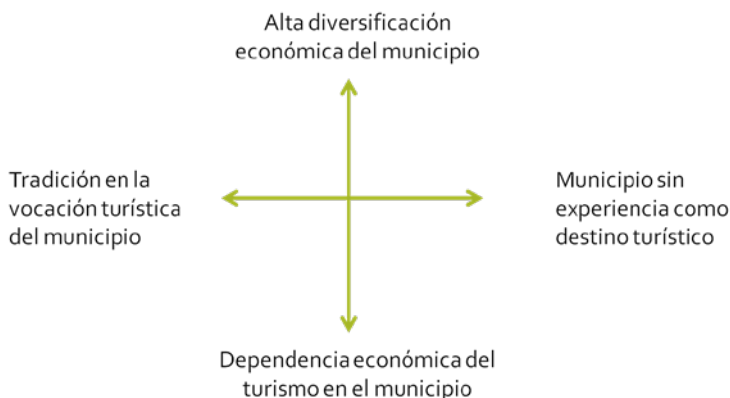 Alta diversificación
económica del municipio
Tradición en la
vocación turística
del municipio
Municipio sin
experiencia como
destino turístico
Dependencia económica del
turismo en el municipio